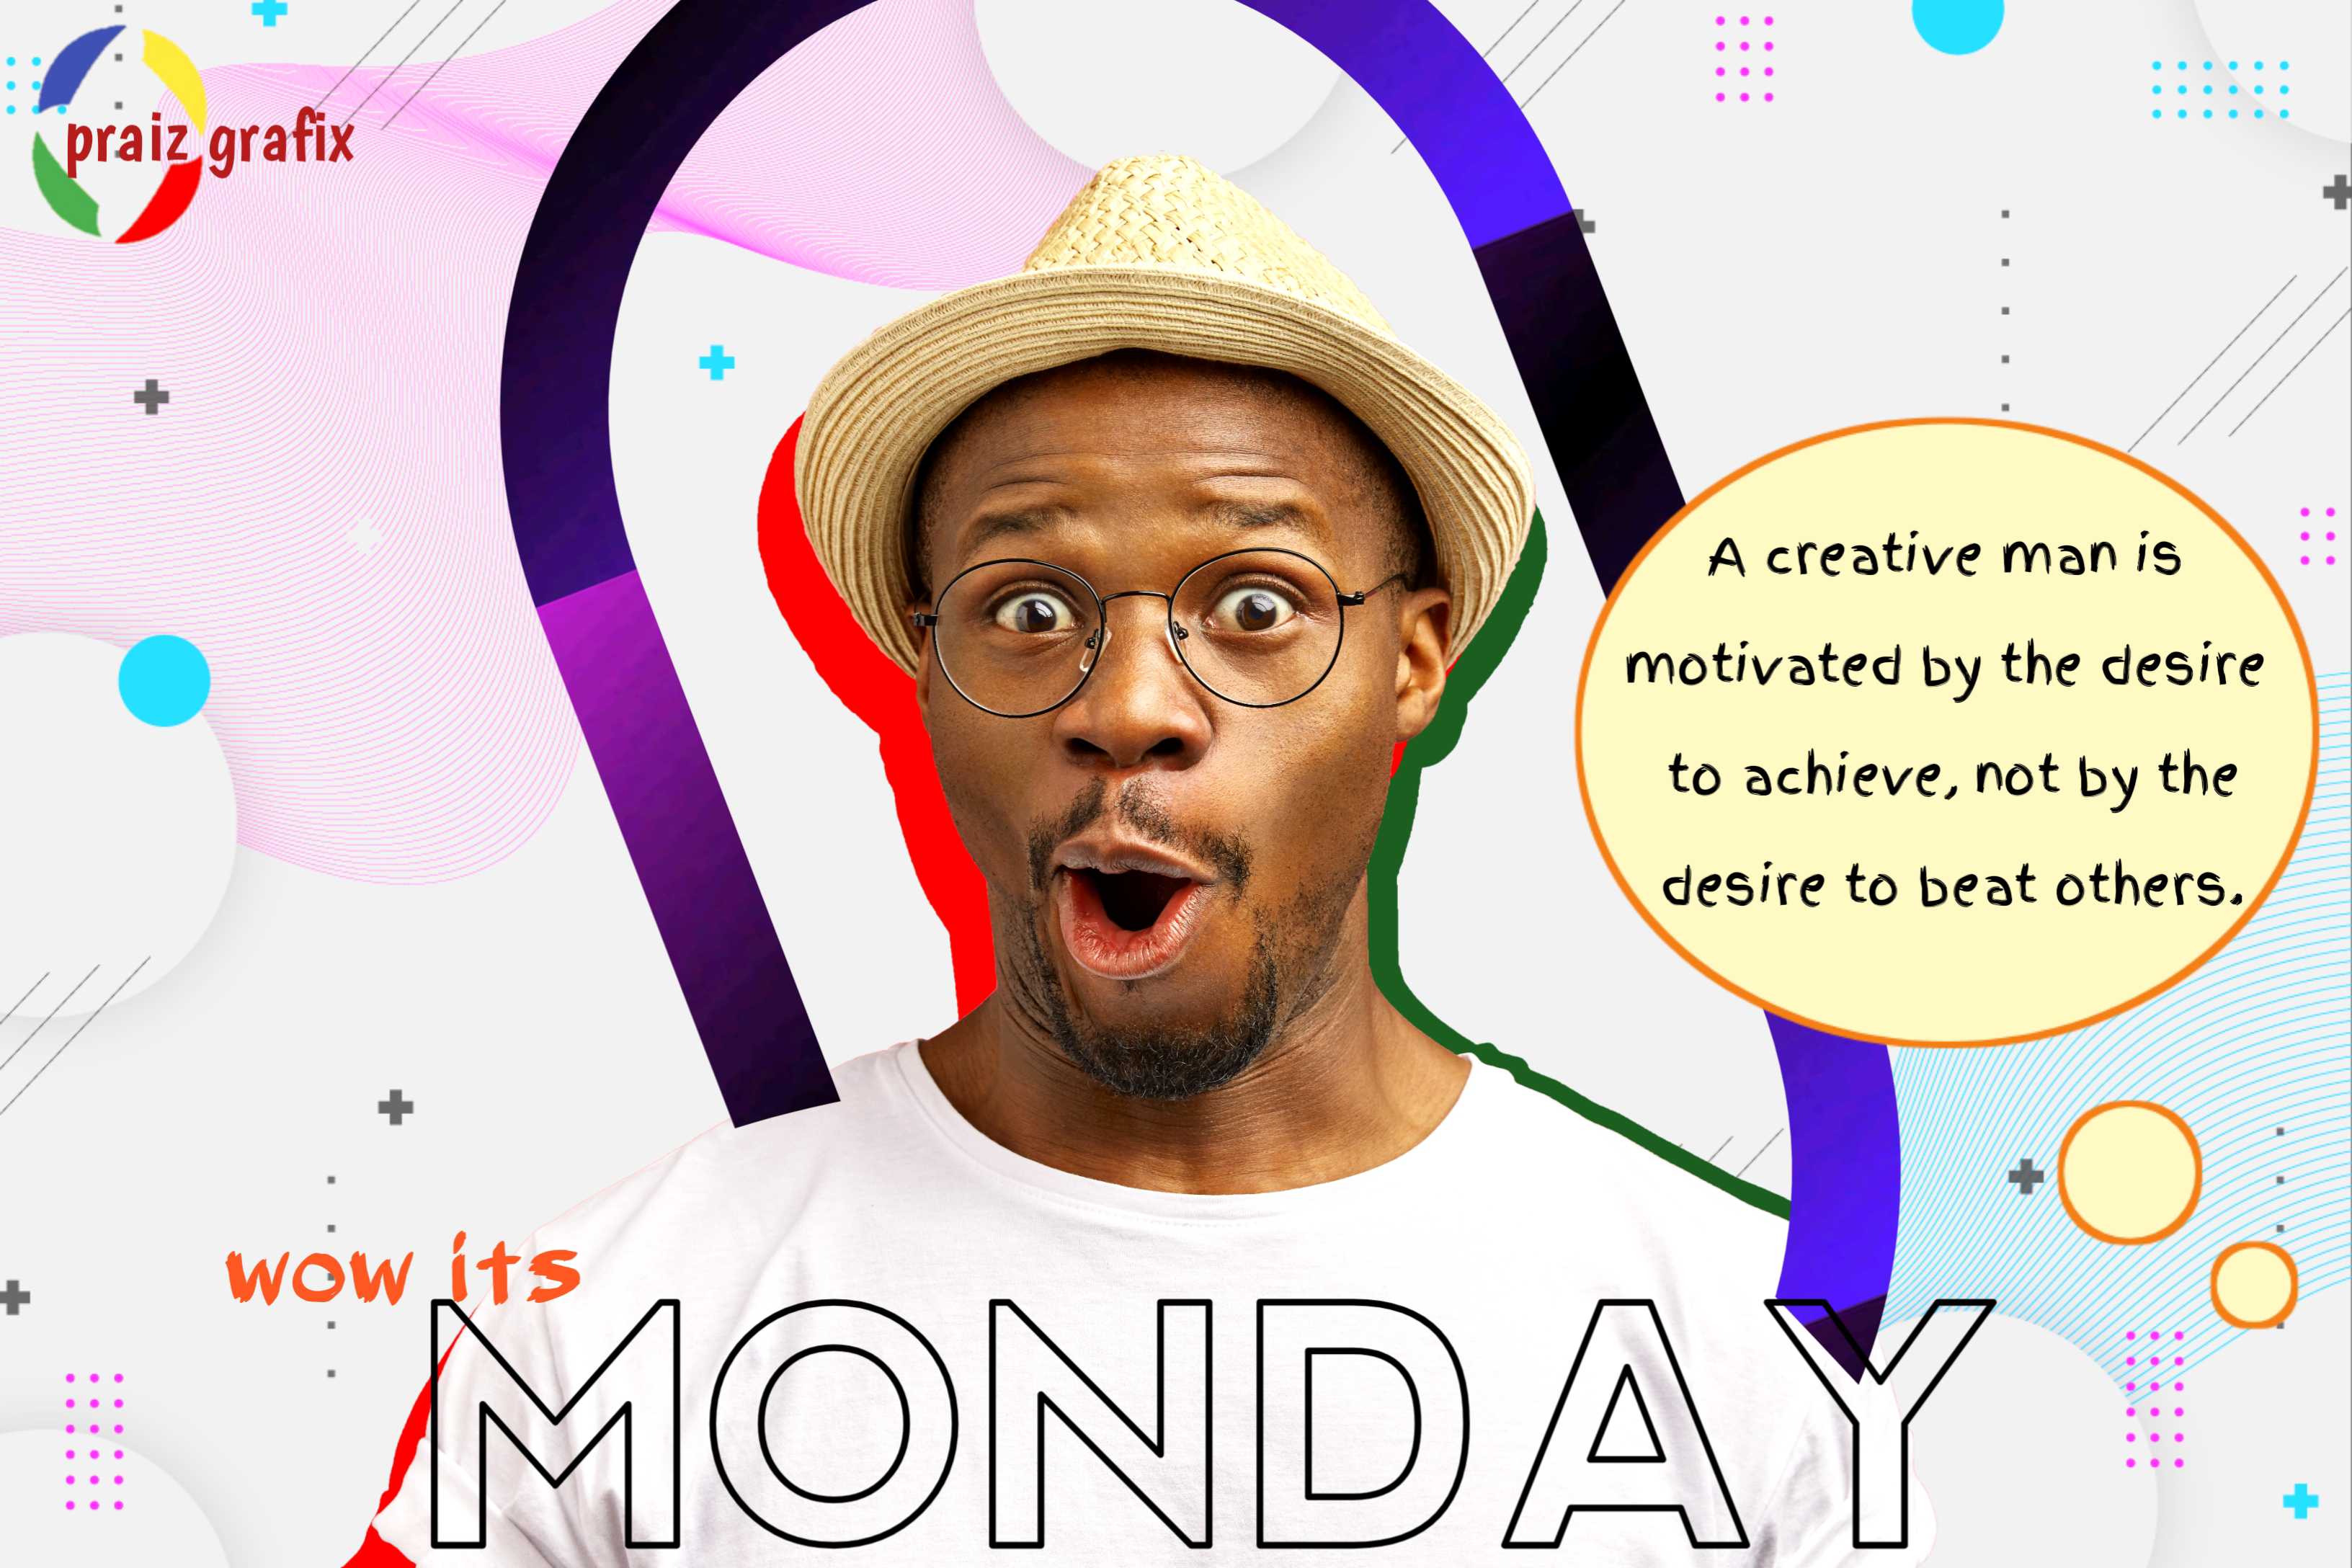 praiz grafix
A creative man is
motivated by the desire
to achieve, not by the
desire to beat others.
wow its
MONDAY